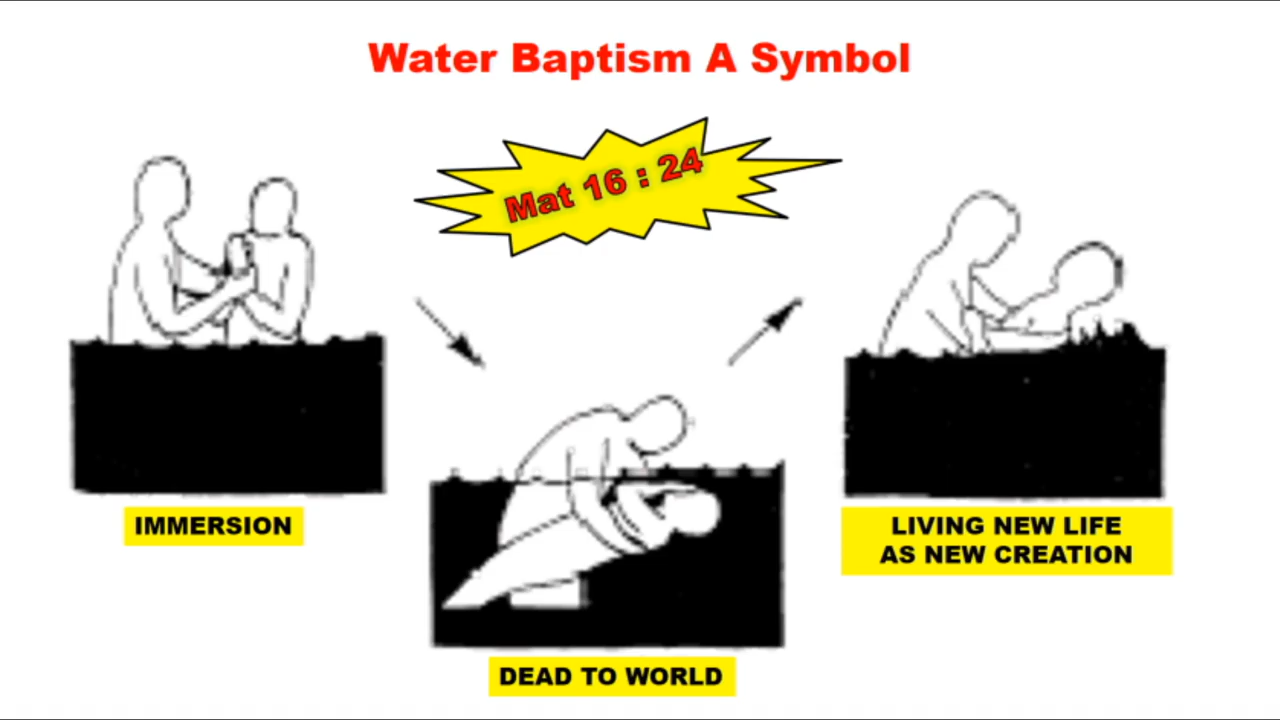 Water Baptism A Symbol
Mat 16 : 24
IMMERSION
DEAD TO WORLD
LIVING NEW LIFE
AS NEW CREATION